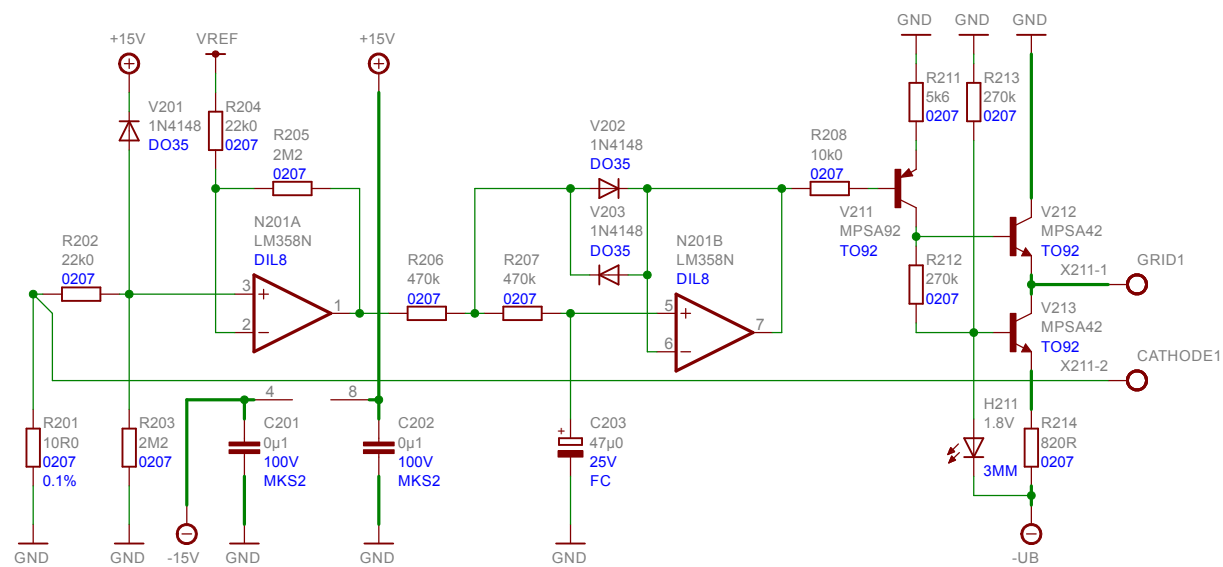 +15V
VREF
+15V
GND
GND
GND
V201
1N4148
DO35
R204
22k0
0207
R205
2M2
0207
V202
1N4148
DO35
V203
1N4148
DO35
R208
10k0
0207
R211
5k6
0207
R213
270k
0207
V211
MPSA92
TO92
V212
MPSA42
TO92
R202
22k0
0207
N201A
LM358N
DIL8
3
+
2
−
1
R206
470k
0207
R207
470k
0207
N201B
LM358N
DIL8
5
+
6
−
7
R212
270k
0207
X211-1
GRID1
V213
MPSA42
TO92
X211-2
CATHODE1
4
8
R201
10R0
0207
0.1%
R203
2M2
0207
C201
0µ1
100V
MKS2
C202
0µ1
100V
MKS2
+
C203
47µ0
25V
FC
H211
1.8V
3MM
R214
820R
0207
GND
GND
-15V
GND
GND
GND
-UB